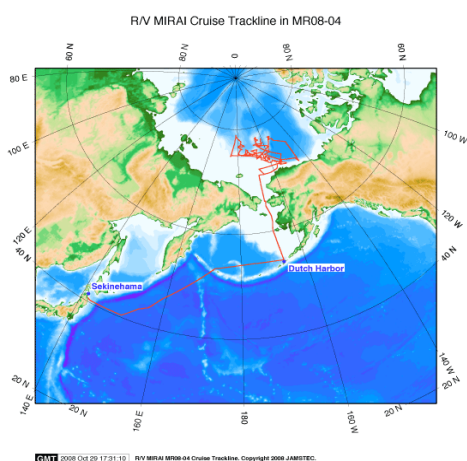 R/V MIRAI Cruise Trackline in MR08-04
60 N
80 N
0
80 N
60 N
80 E
100 E
100 W
120 E
40 N
120 W
40 N
Sekinehama
Dutch Harbor
20 N
140 E
20 N
160 E
180
160 W
20 N
140 W
20 N
GMT 2008 Oct 29 17:31:10 R/V MIRAI MR08-04 Cruise Trackline. Copyright 2008 JAMSTEC.